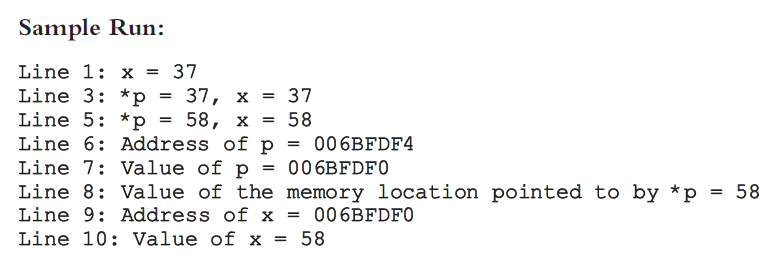 Sample Run:
Line 1: x = 37
Line 3: *p = 37, x = 37
Line 5: *p = 58, x = 58
Line 6: Address of p = 006BFDF4
Line 7: Value of p = 006BFDF0
Line 8: Value of the memory location pointed to by *p = 58
Line 9: Address of x = 006BFDF0
Line 10: Value of x = 58